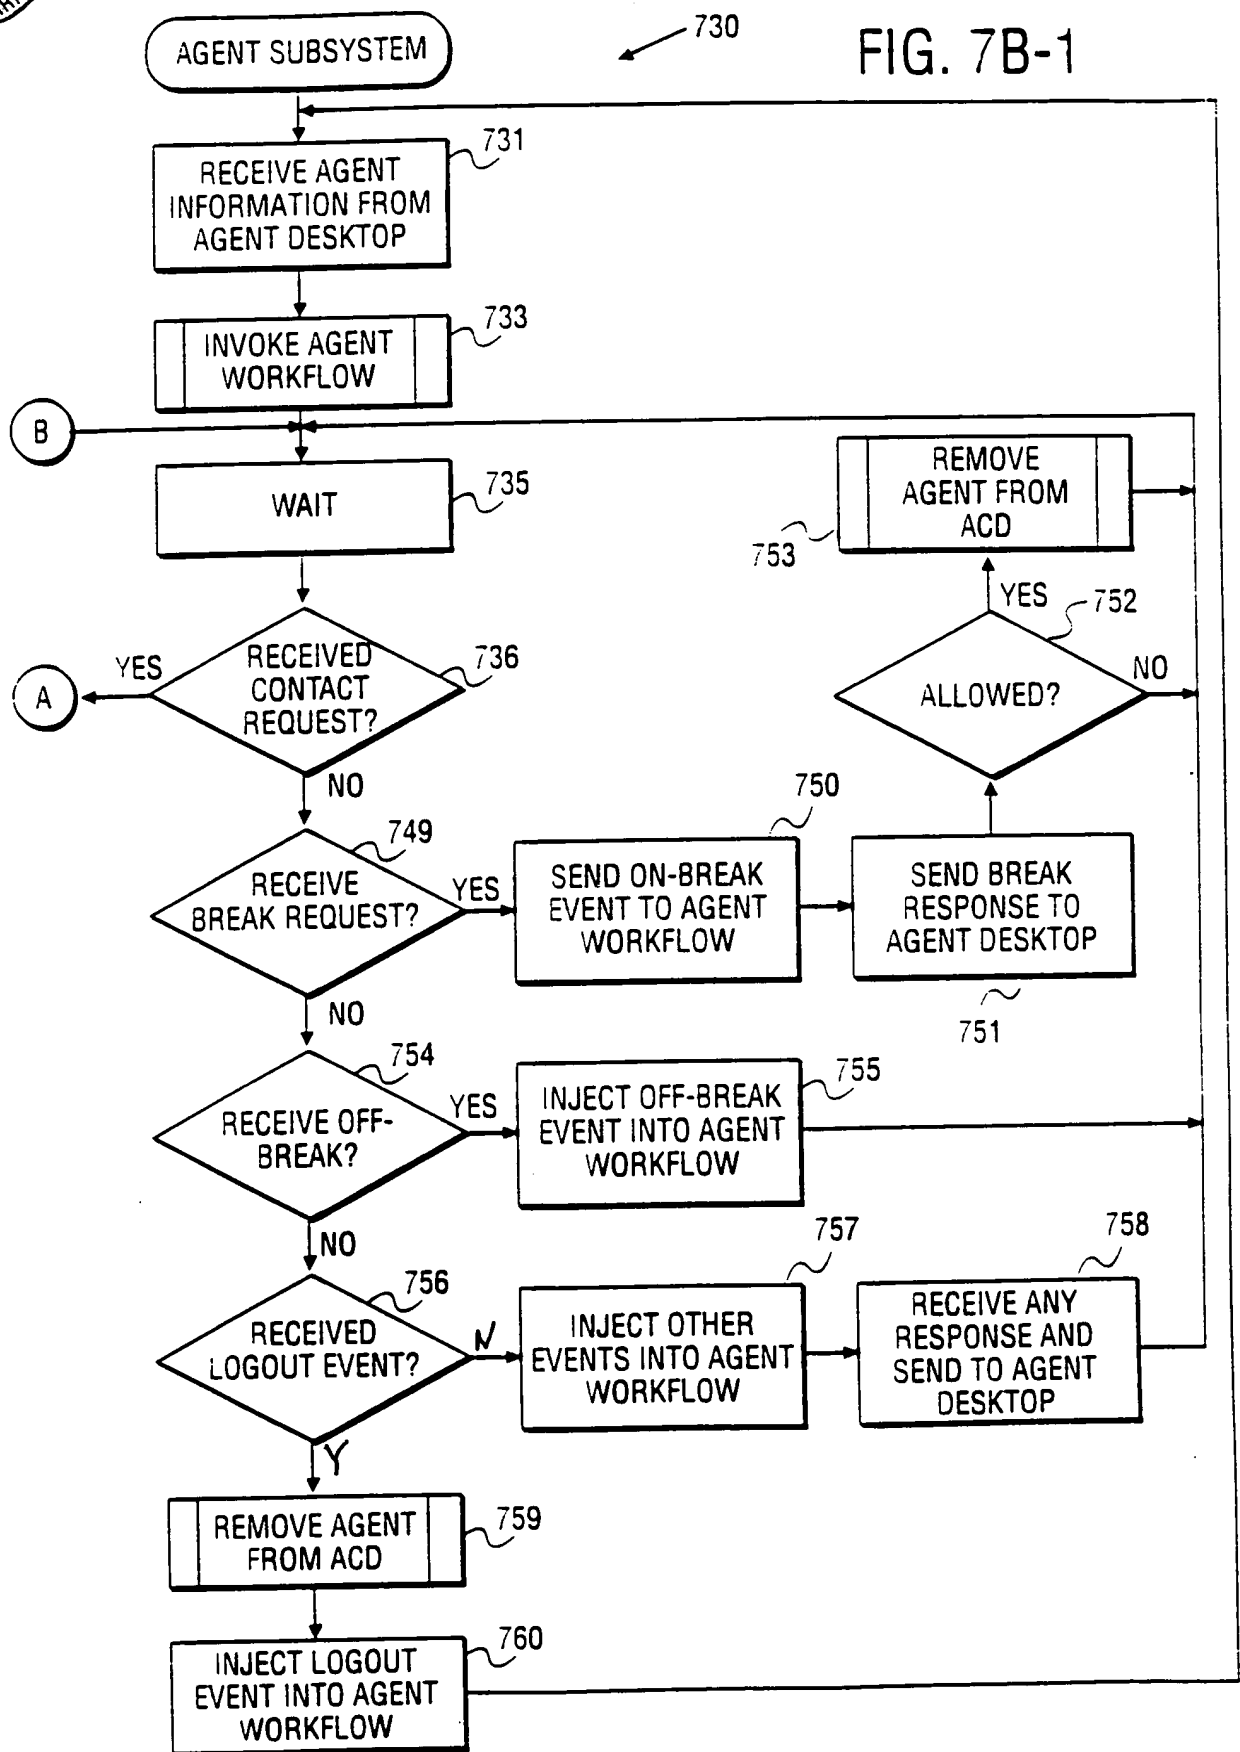 AGENT SUBSYSTEM
730
FIG. 7B-1
731
RECEIVE AGENT
INFORMATION FROM
AGENT DESKTOP
733
INVOKE AGENT
WORKFLOW
B
735
WAIT
REMOVE
AGENT FROM
ACD
753
YES
752
ALLOWED?
NO
A
YES
RECEIVED
CONTACT
REQUEST?
736
NO
749
RECEIVE
BREAK REQUEST?
YES
750
SEND ON-BREAK
EVENT TO AGENT
WORKFLOW
SEND BREAK
RESPONSE TO
AGENT DESKTOP
751
NO
754
RECEIVE OFF-
BREAK?
YES
755
INJECT OFF-BREAK
EVENT INTO AGENT
WORKFLOW
NO
756
RECEIVED
LOGOUT EVENT?
N
757
INJECT OTHER
EVENTS INTO AGENT
WORKFLOW
758
RECEIVE ANY
RESPONSE AND
SEND TO AGENT
DESKTOP
Y
759
REMOVE AGENT
FROM ACD
760
INJECT LOGOUT
EVENT INTO AGENT
WORKFLOW